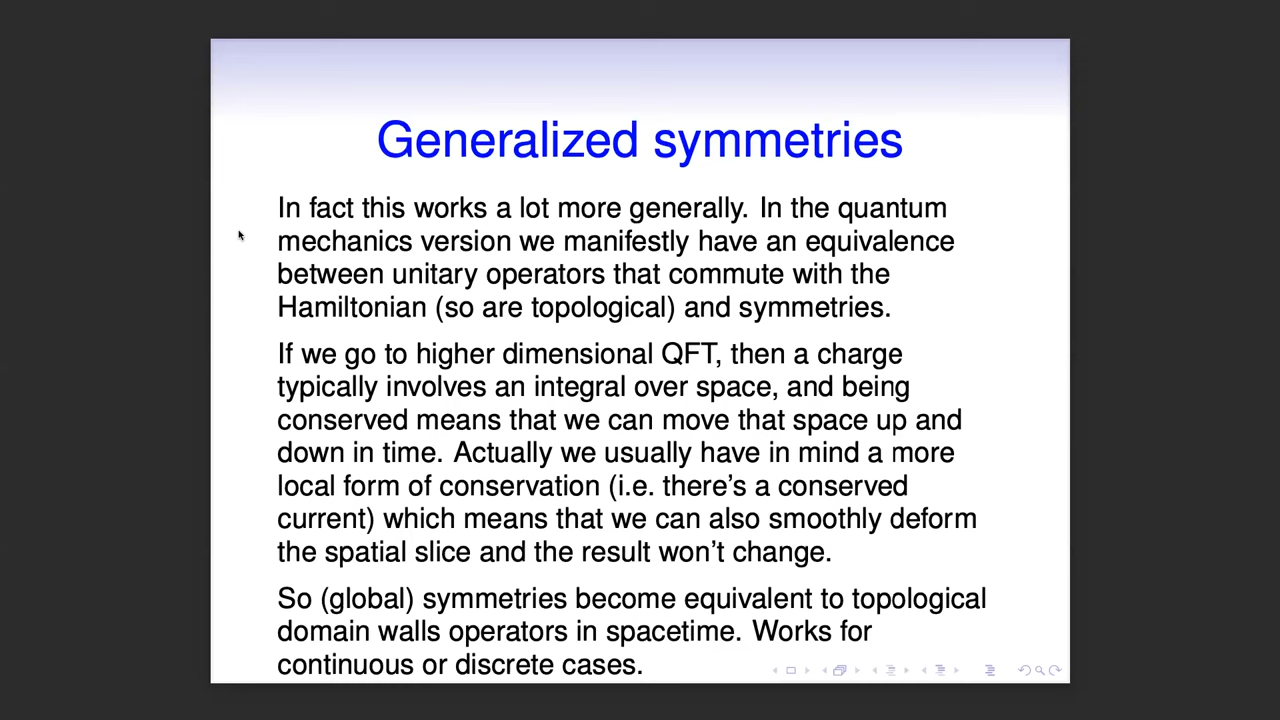 Generalized symmetries
In fact this works a lot more generally. In the quantum
mechanics version we manifestly have an equivalence
between unitary operators that commute with the
Hamiltonian (so are topological) and symmetries.
If we go to higher dimensional QFT, then a charge
typically involves an integral over space, and being
conserved means that we can move that space up and
down in time. Actually we usually have in mind a more
local form of conservation (i.e. there's a conserved
current) which means that we can also smoothly deform
the spatial slice and the result won't change.
So (global) symmetries become equivalent to topological
domain walls operators in spacetime. Works for
continuous or discrete cases.